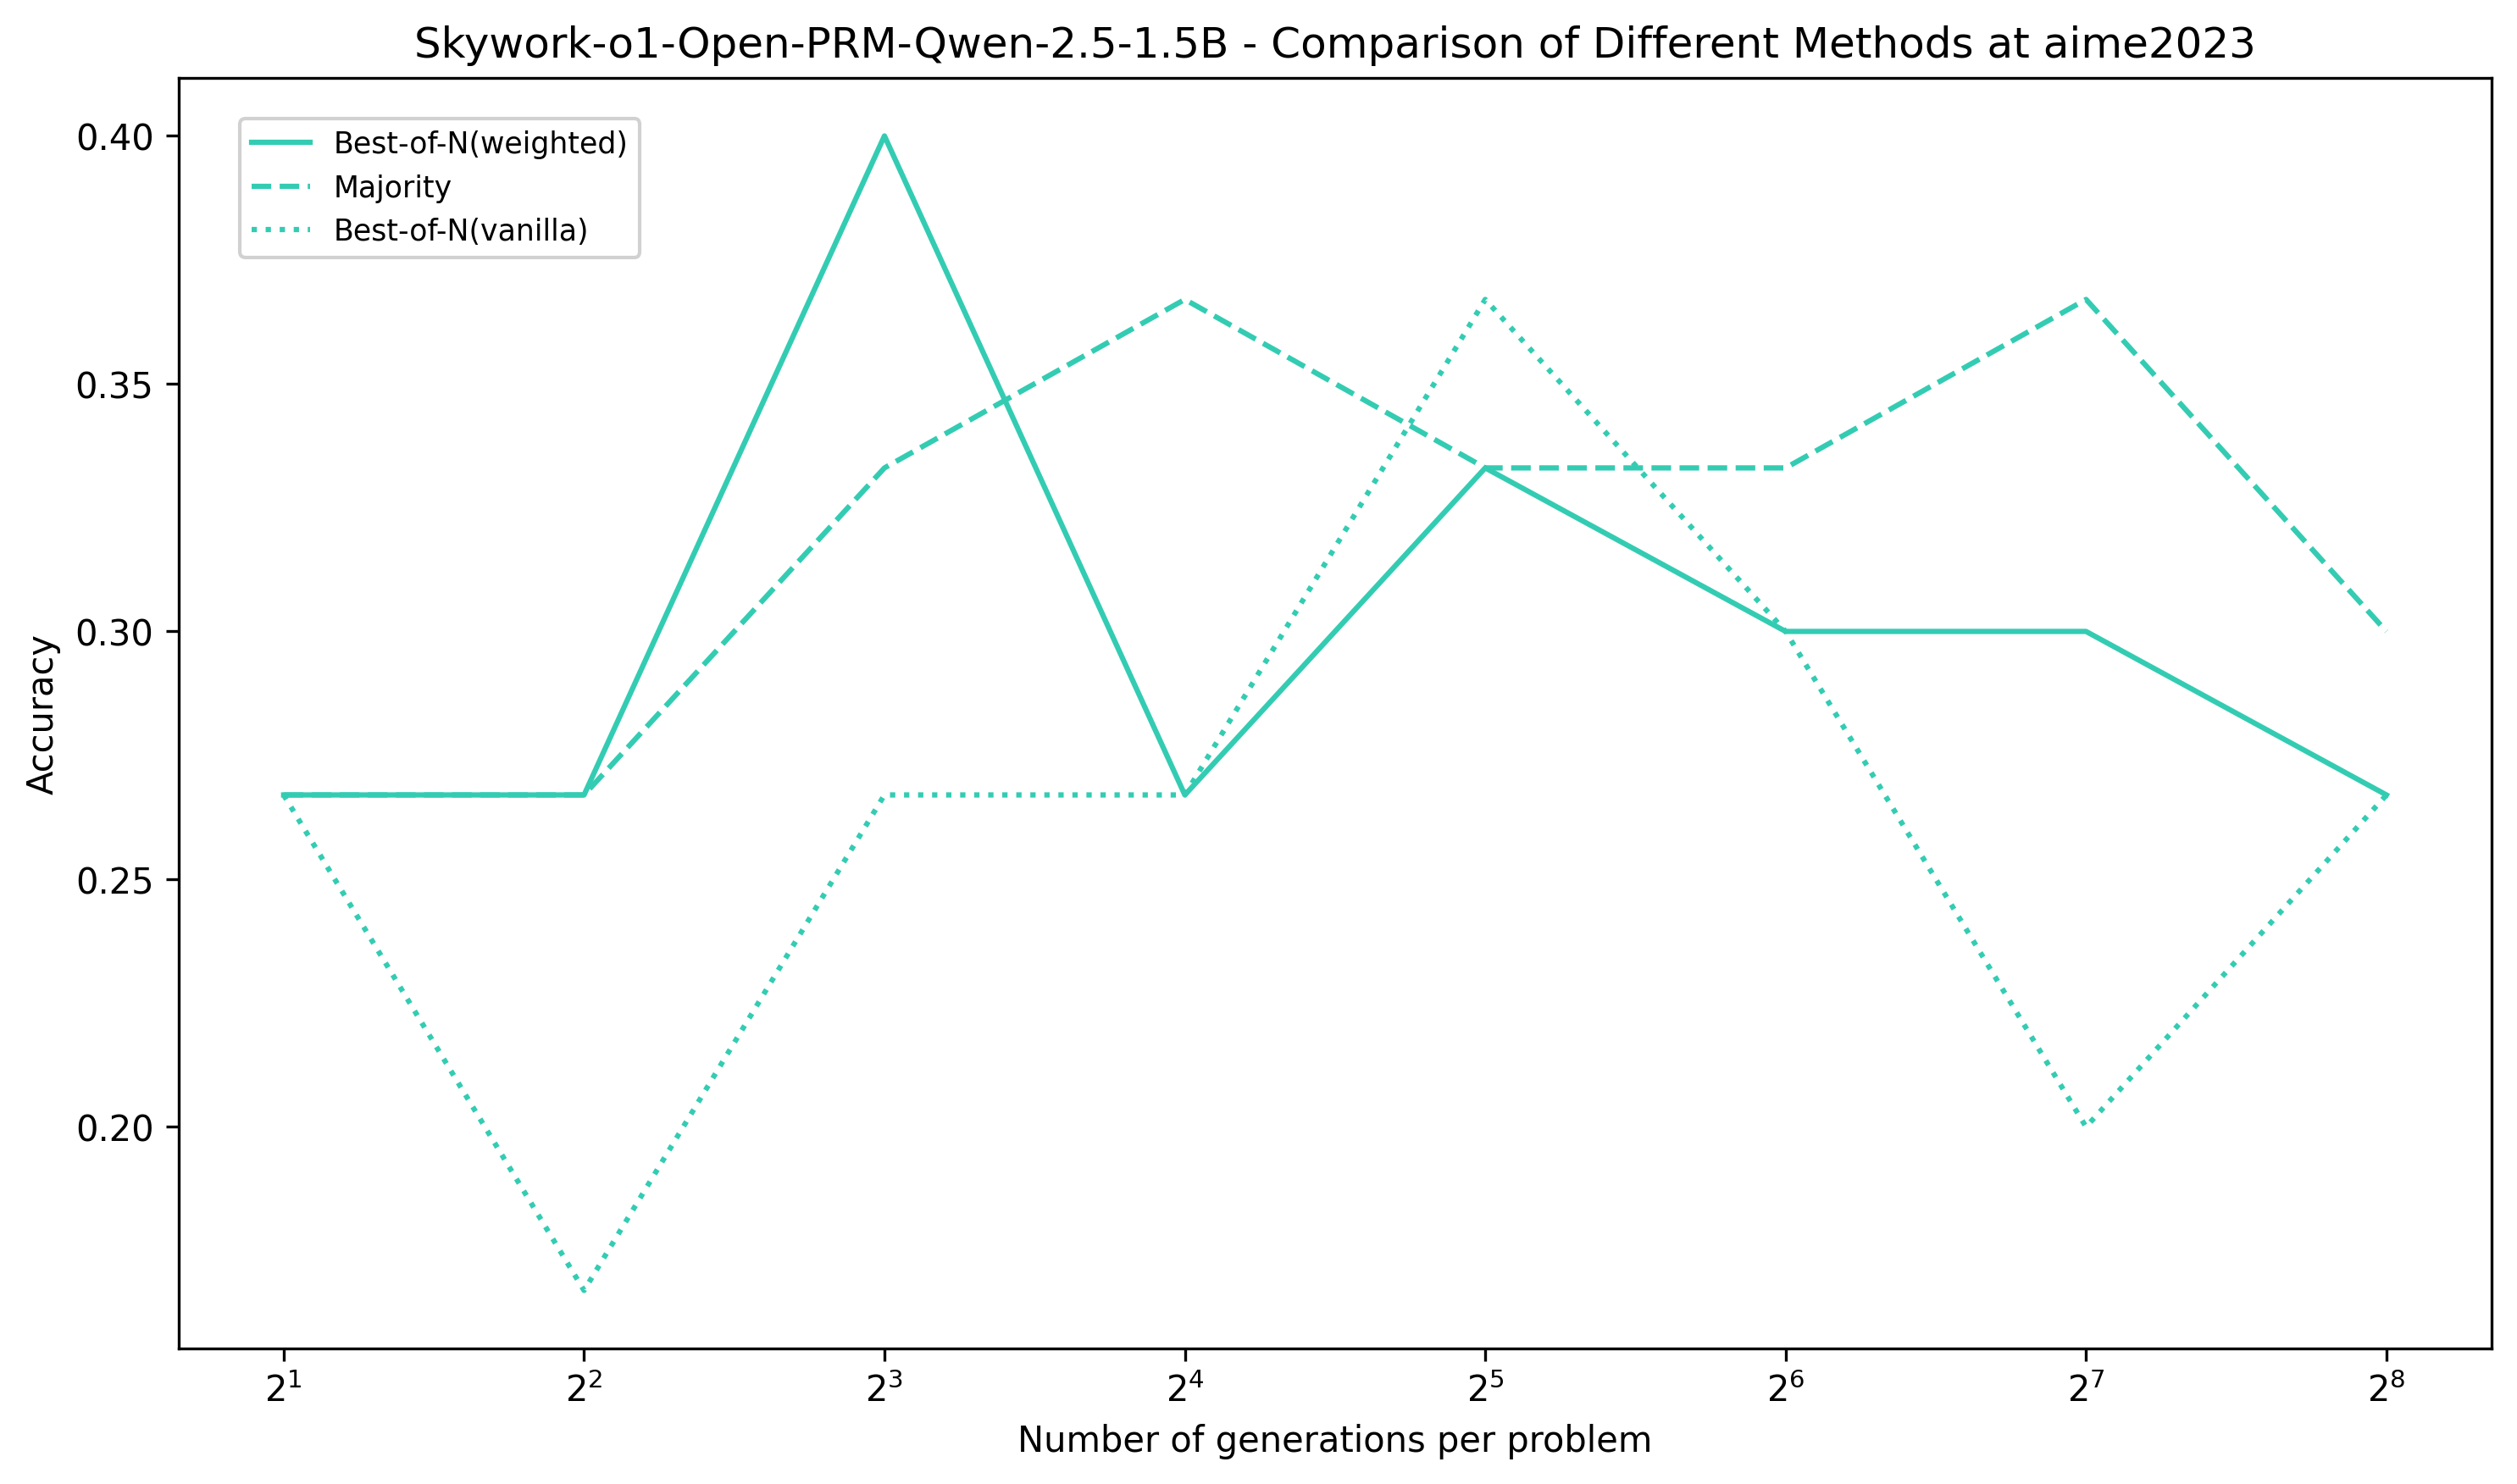 Skywork-o1-Open-PRM-Qwen-2.5-1.5B - Comparison of Different Methods at aime2023
Best-of-N(weighted)
Majority
Best-of-N(vanilla)
Accuracy
0.40
0.35
0.30
0.25
0.20
2¹ 2² 2³ 2⁴ 2⁵ 2⁶ 2⁷ 2⁸
Number of generations per problem